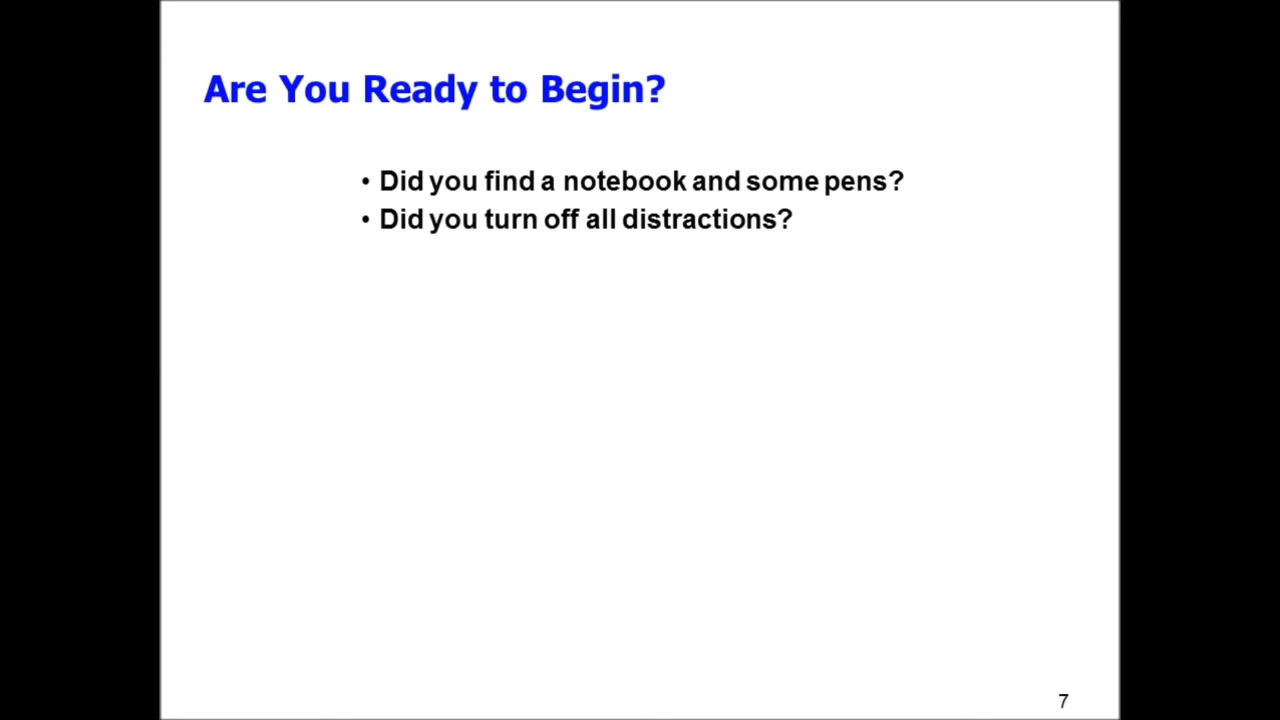 Are You Ready to Begin?
• Did you find a notebook and some pens?
• Did you turn off all distractions?
7